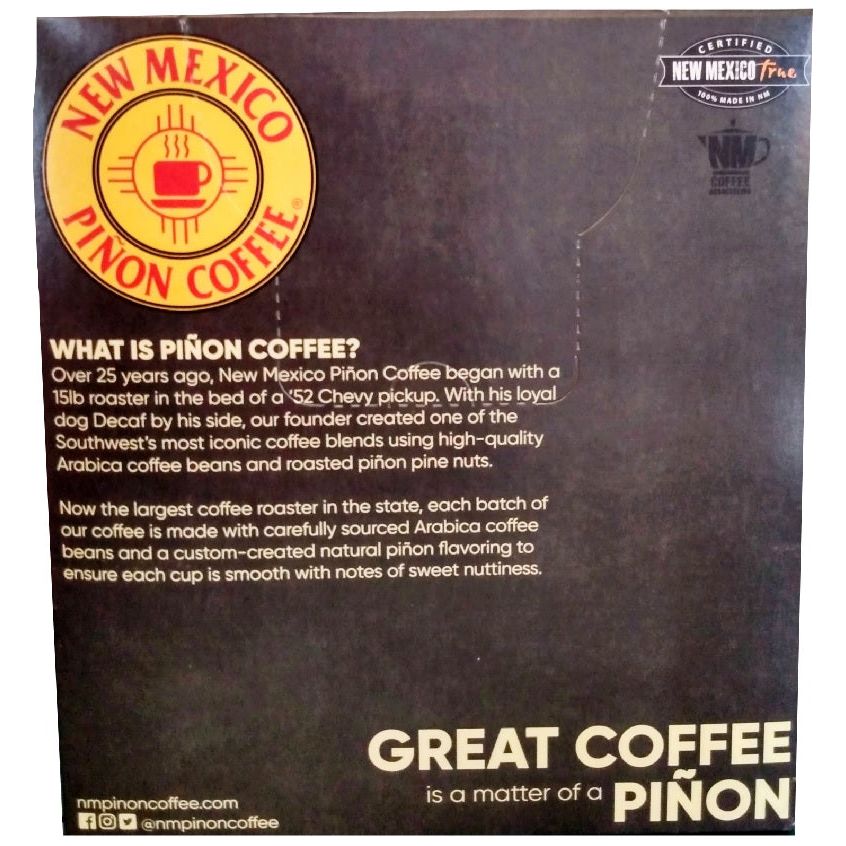 NEW MEXICO
PIÑON COFFEE®
CERTIFIED
NEW MEXICO True
100% MADE IN NM
NM
COFFEE
WHAT IS PIÑON COFFEE?
Over 25 years ago, New Mexico Piñon Coffee began with a
15lb roaster in the bed of a '52 Chevy pickup. With his loyal
dog Decaf by his side, our founder created one of the
Southwest's most iconic coffee blends using high-quality
Arabica coffee beans and roasted piñon pine nuts.
Now the largest coffee roaster in the state, each batch of
our coffee is made with carefully sourced Arabica coffee
beans and a custom-created natural piñon flavoring to
ensure each cup is smooth with notes of sweet nuttiness.
GREAT COFFEE
is a matter of a PIÑON
nmpinoncoffee.com
@nmpinoncoffee